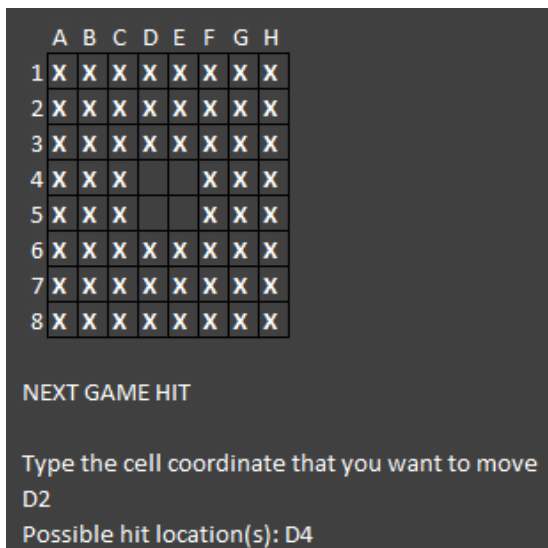 A B C D E F G H
1 X X X X X X X X
2 X X X X X X X X
3 X X X X X X X X
4 X X X X X X
5 X X X X X X
6 X X X X X X X X
7 X X X X X X X X
8 X X X X X X X X
NEXT GAME HIT
Type the cell coordinate that you want to move
D2
Possible hit location(s): D4